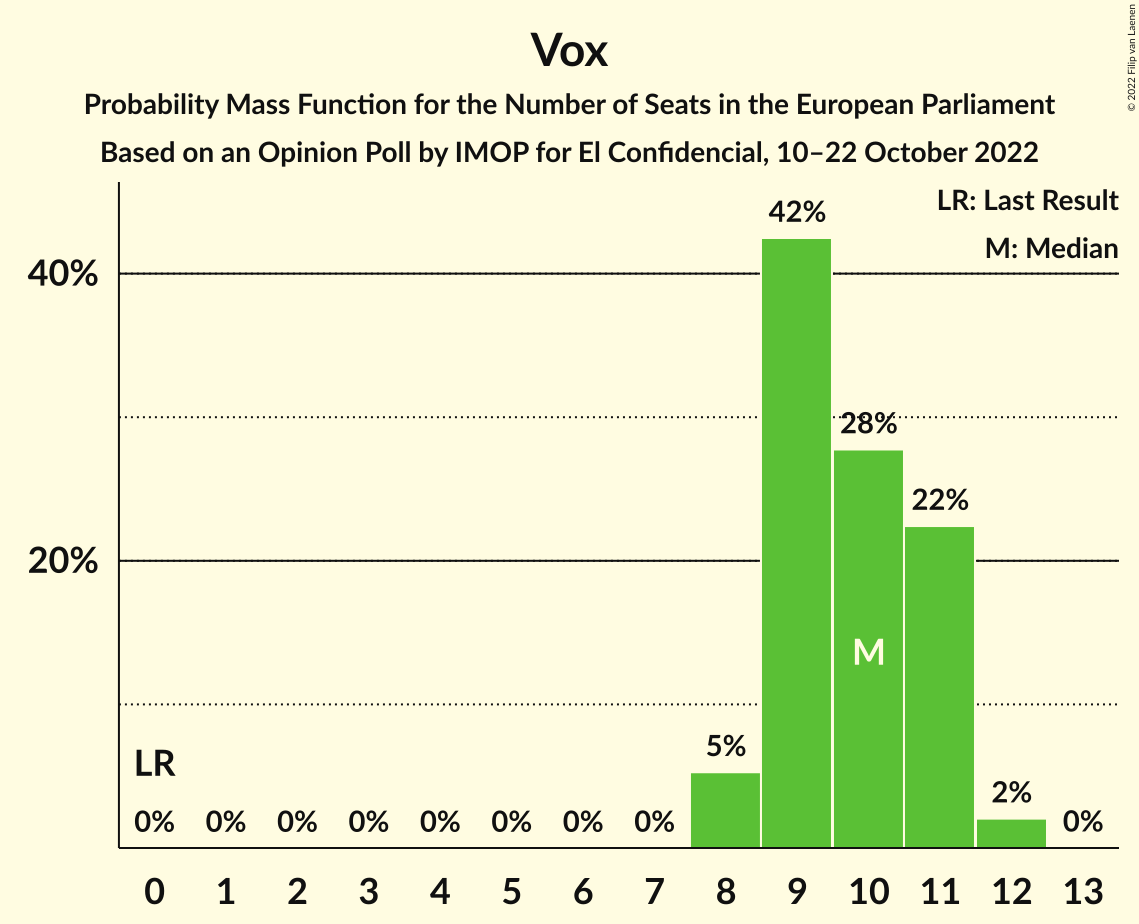 Vox
Probability Mass Function for the Number of Seats in the European Parliament
Based on an Opinion Poll by IMOP for El Confidencial, 10–22 October 2022
© 2022 Filip van Laenen
LR: Last Result
M: Median
42%
40%
28%
22%
20%
M
5%
LR
2%
0% 0% 0% 0% 0% 0% 0% 0% 0%
0 1 2 3 4 5 6 7 8 9 10 11 12 13